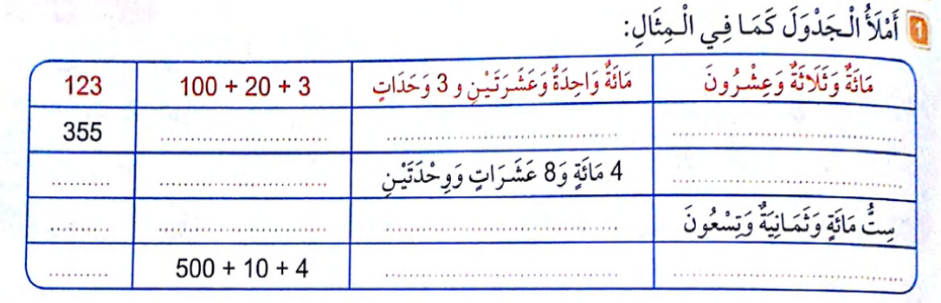 1 أَمْلَأُ الْجَدْوَلَ كَمَا فِي الْمِثَالِ:
مَائَةٌ وَثَلَاثَةٌ وَعِشْرُونَ | مَائَةٌ وَاحِدَةٌ وَعَشَرَتَيْنِ و 3 وَحَدَاتٍ | 100 + 20 + 3 | 123
.................... | .................... | .................... | 355
.................... | 4 مَائَةٍ وَ8 عَشَرَاتٍ وَوِحْدَتَيْنِ | .................... | ..........
سِتُّ مَائَةٍ وَثَمَانِيَةٌ وَتِسْعُونَ | .................... | .................... | ..........
.................... | .................... | 500 + 10 + 4 | ..........